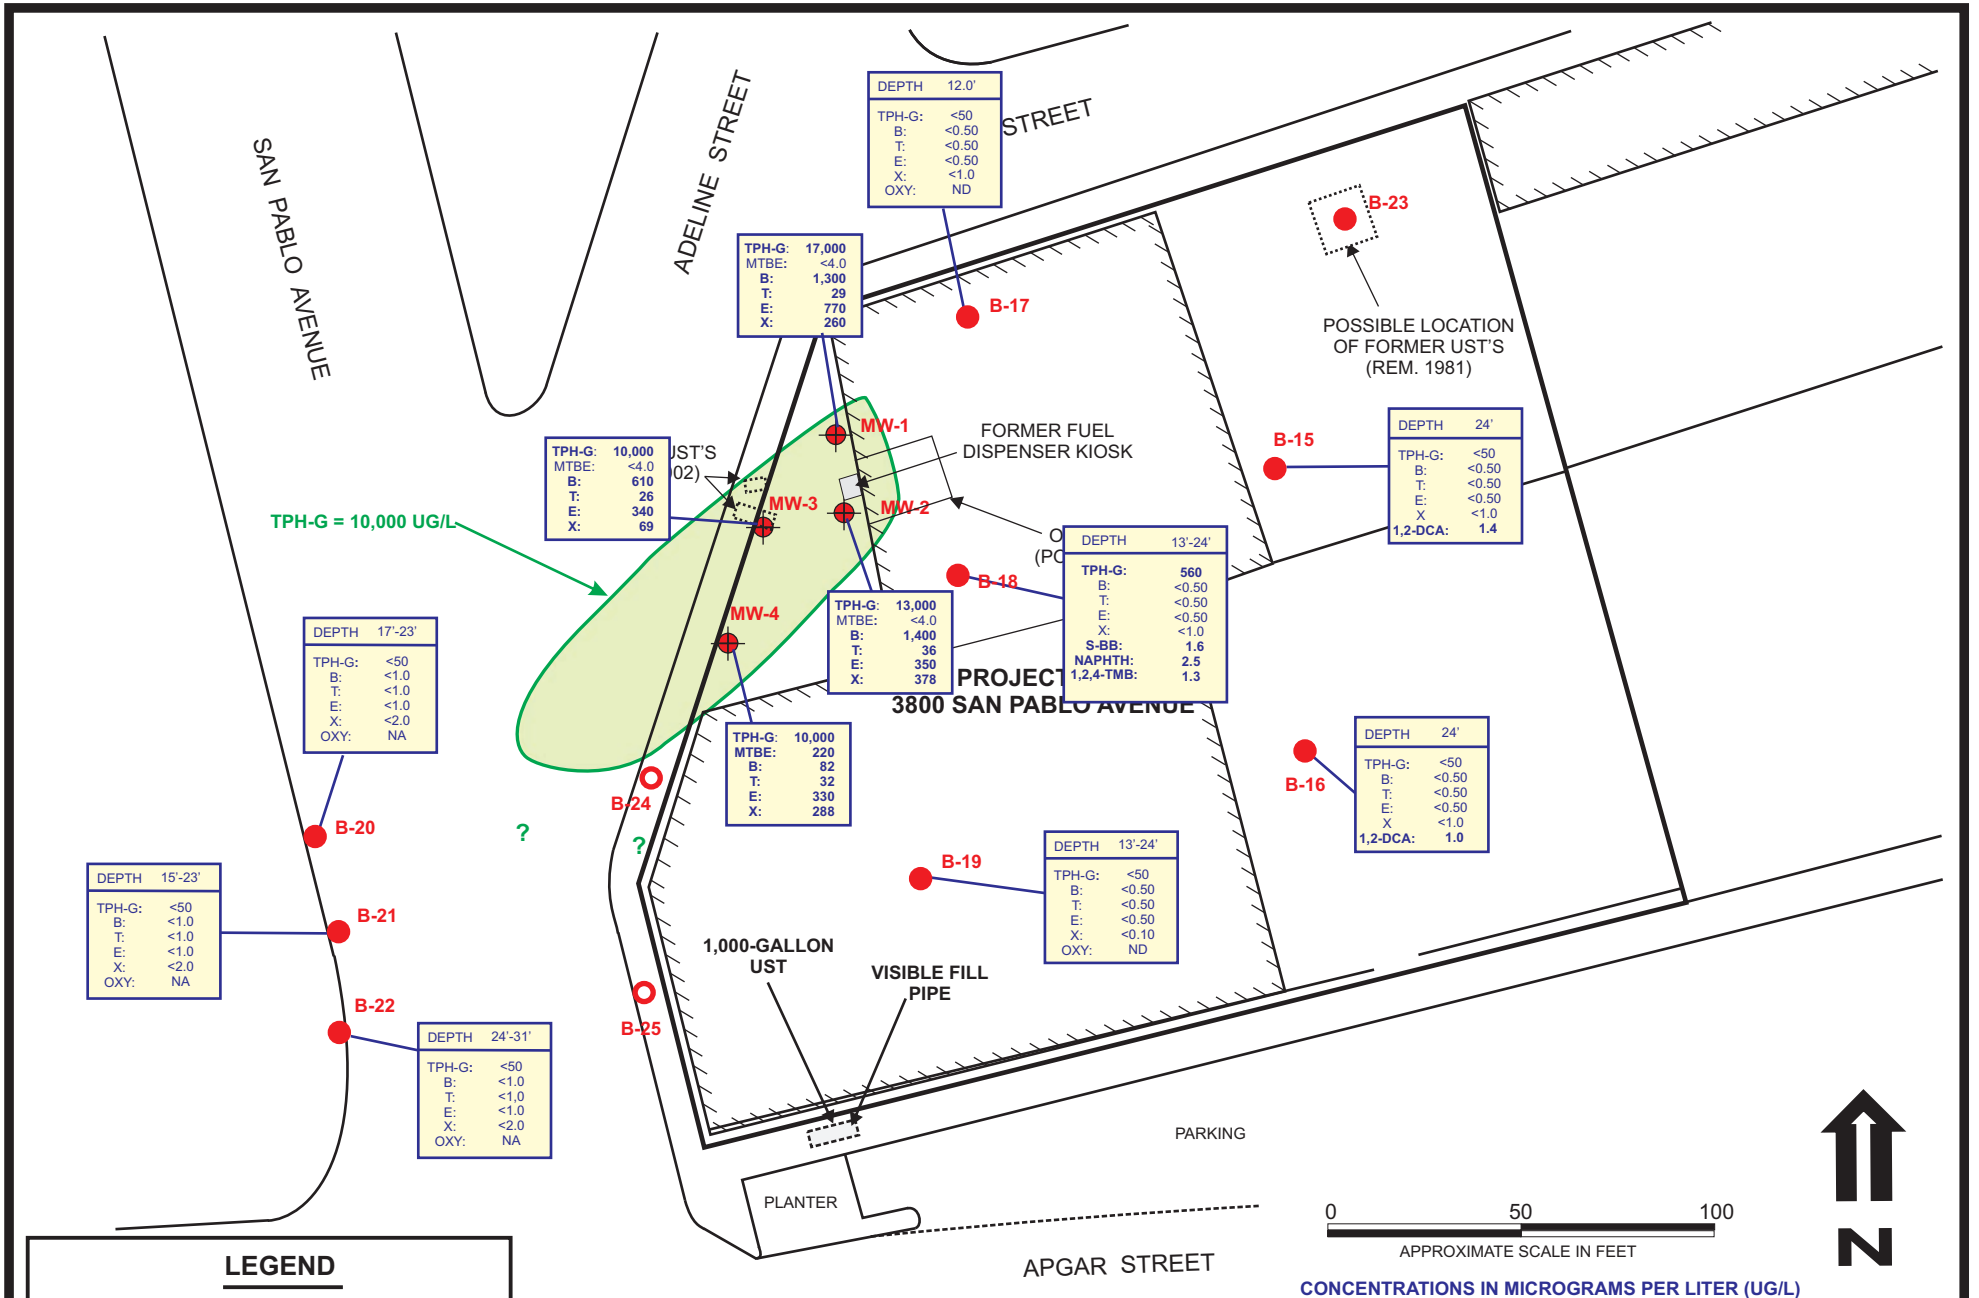 SAN PABLO AVENUE
ADELINE STREET
STREET
DEPTH 12.0'
TPH-G: <50
B: <0.50
T: <0.50
E: <0.50
X: <1.0
OXY: ND
B-17
B-23
POSSIBLE LOCATION
OF FORMER UST'S
(REM. 1981)
TPH-G: 17,000
MTBE: <4.0
B: 1,300
T: 29
E: 770
X: 260
MW-1
FORMER FUEL
DISPENSER KIOSK
B-15
DEPTH 24'
TPH-G: <50
B: <0.50
T: <0.50
E: <0.50
X <1.0
1,2-DCA: 1.4
UST'S
02)
TPH-G: 10,000
MTBE: <4.0
B: 610
T: 26
E: 340
X: 69
MW-3
MW-2
TPH-G = 10,000 UG/L
O
(PO
DEPTH 13'-24'
TPH-G: 560
B: <0.50
T: <0.50
E: <0.50
X: <1.0
S-BB: 1.6
NAPHTH: 2.5
1,2,4-TMB: 1.3
B-18
MW-4
TPH-G: 13,000
MTBE: <4.0
B: 1,400
T: 36
E: 350
X: 378
PROJECT
3800 SAN PABLO AVENUE
DEPTH 17'-23'
TPH-G: <50
B: <1.0
T: <1.0
E: <1.0
X: <2.0
OXY: NA
B-20
TPH-G: 10,000
MTBE: 220
B: 82
T: 32
E: 330
X: 288
B-24
?
?
B-16
DEPTH 24'
TPH-G: <50
B: <0.50
T: <0.50
E: <0.50
X <1.0
1,2-DCA: 1.0
B-19
DEPTH 13'-24'
TPH-G: <50
B: <0.50
T: <0.50
E: <0.50
X: <0.10
OXY: ND
DEPTH 15'-23'
TPH-G: <50
B: <1.0
T: <1.0
E: <1.0
X: <2.0
OXY: NA
B-21
B-22
DEPTH 24'-31'
TPH-G: <50
B: <1.0
T: <1,0
E: <1.0
X: <2.0
OXY: NA
B-25
1,000-GALLON
UST
VISIBLE FILL
PIPE
PARKING
PLANTER
APGAR STREET
0 50 100
APPROXIMATE SCALE IN FEET
N
CONCENTRATIONS IN MICROGRAMS PER LITER (UG/L)
LEGEND